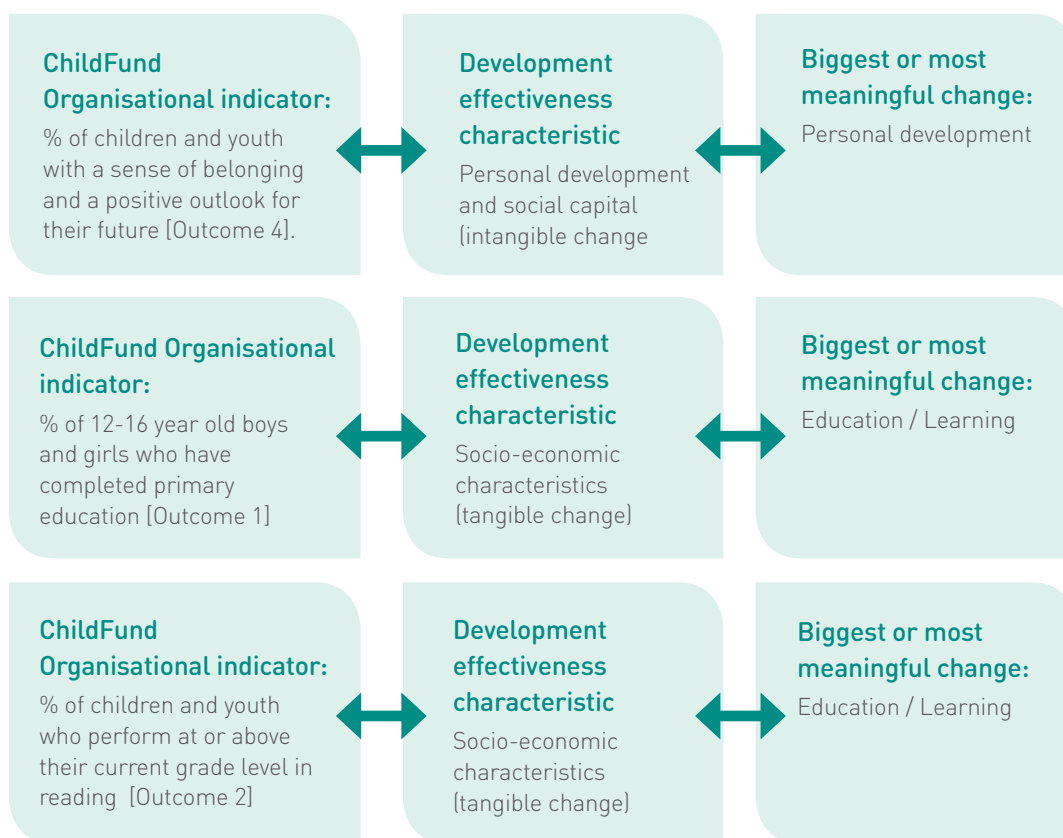 ChildFund
Organisational indicator:
% of children and youth
with a sense of belonging
and a positive outlook for
their future [Outcome 4].
Development
effectiveness
characteristic
Personal development
and social capital
(intangible change
Biggest or most
meaningful change:
Personal development
ChildFund Organisational
indicator:
% of 12-16 year old boys
and girls who have
completed primary
education [Outcome 1]
Development
effectiveness
characteristic
Socio-economic
characteristics
(tangible change)
Biggest or most
meaningful change:
Education / Learning
ChildFund
Organisational indicator:
% of children and youth
who perform at or above
their current grade level in
reading  [Outcome 2]
Development
effectiveness
characteristic
Socio-economic
characteristics
(tangible change)
Biggest or most
meaningful change:
Education / Learning